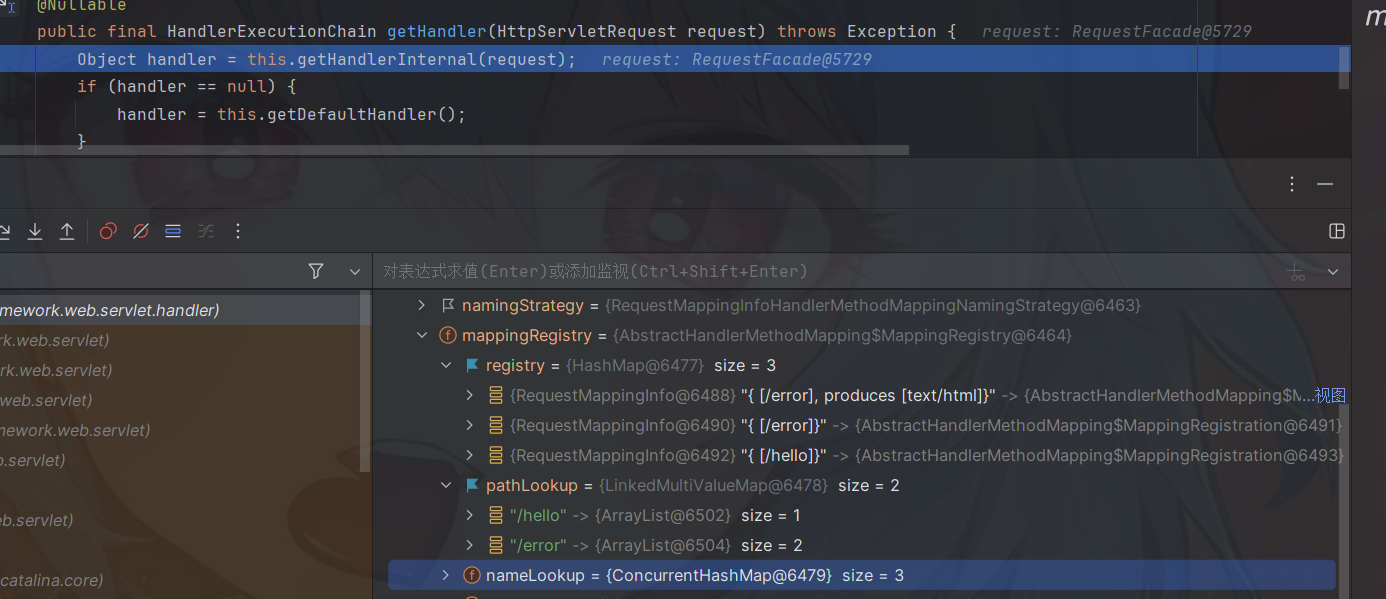 @Nullable
public final HandlerExecutionChain getHandler(HttpServletRequest request) throws Exception {   request: RequestFacade@5729
Object handler = this.getHandlerInternal(request);   request: RequestFacade@5729
if (handler == null) {
handler = this.getDefaultHandler();
}
对表达式求值(Enter)或添加监视(Ctrl+Shift+Enter)
mework.web.servlet.handler)
rk.web.servlet)
rk.web.servlet)
web.servlet)
mework.web.servlet)
o.servlet)
eb.servlet)
catalina.core)
namingStrategy = {RequestMappingInfoHandlerMethodMappingNamingStrategy@6463}
mappingRegistry = {AbstractHandlerMethodMapping$MappingRegistry@6464}
registry = {HashMap@6477}  size = 3
{RequestMappingInfo@6488} "{ [/error], produces [text/html]}" -> {AbstractHandlerMethodMapping$M... 视图
{RequestMappingInfo@6490} "{ [/error]}" -> {AbstractHandlerMethodMapping$MappingRegistration@6491}
{RequestMappingInfo@6492} "{ [/hello]}" -> {AbstractHandlerMethodMapping$MappingRegistration@6493}
pathLookup = {LinkedMultiValueMap@6478}  size = 2
"/hello" -> {ArrayList@6502}  size = 1
"/error" -> {ArrayList@6504}  size = 2
nameLookup = {ConcurrentHashMap@6479}  size = 3